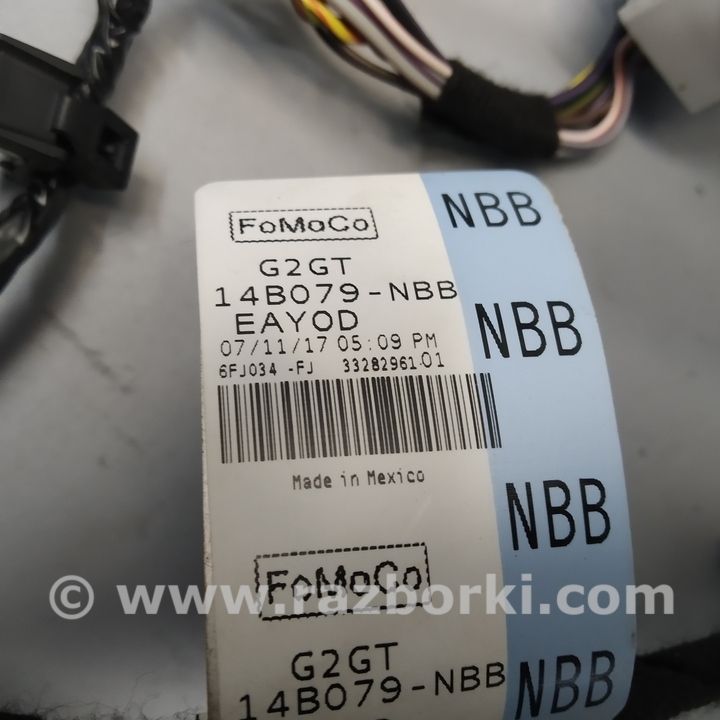 FoMoCo
NBB
G2GT
14B079-NBB
EAYOD
NBB
07/11/17 05:09 PM
6FJ034 -FJ 3328296101
Made in Mexico
NBB
FoMoCo
© www.razborki.com
G2GT
14B079-NBB
NBB